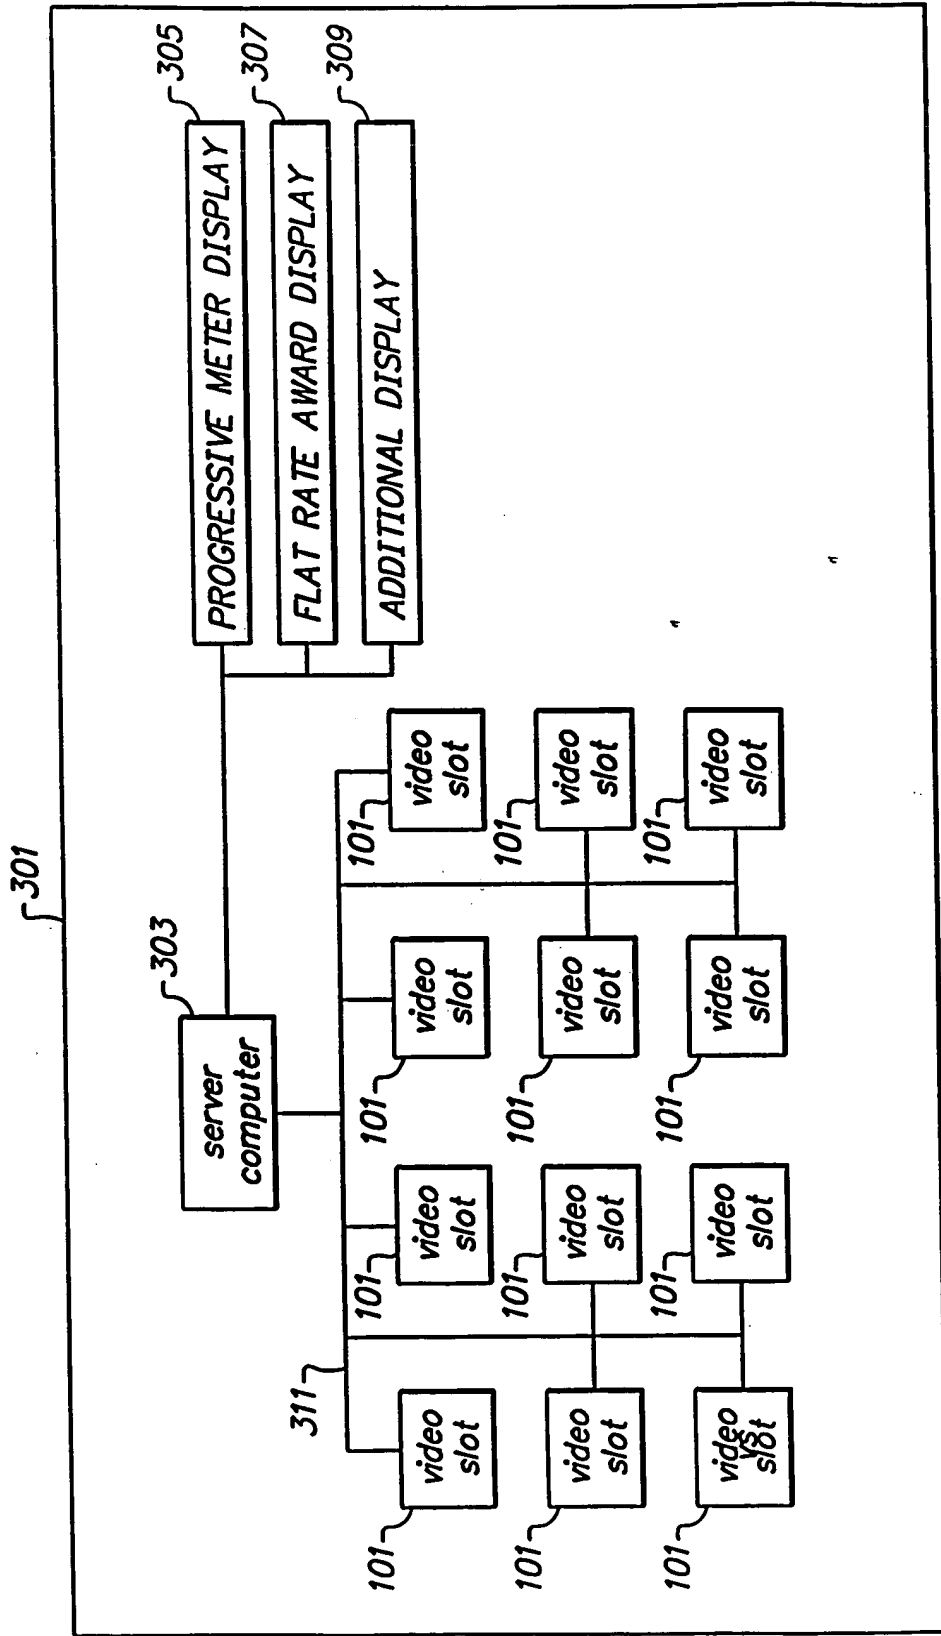 301
303
server
computer
305
PROGRESSIVE METER DISPLAY
307
FLAT RATE AWARD DISPLAY
309
ADDITIONAL DISPLAY
311
101
video
slot
101
video
slot
101
video
slot
101
video
slot
101
video
slot
101
video
slot
101
video
slot
101
video
slot
101
video
slot
101
video
slot
101
video
slot
101
video
slot